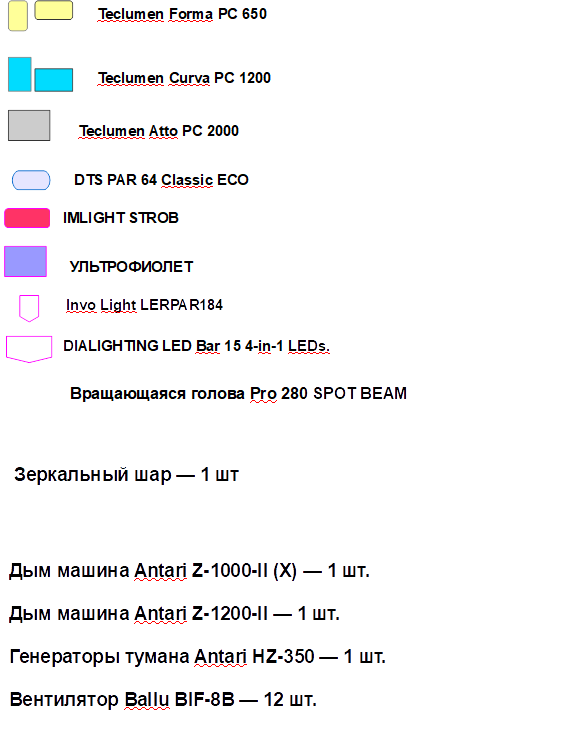 Teclumen Forma PC 650
Teclumen Curva PC 1200
Teclumen Atto PC 2000
DTS PAR 64 Classic ECO
IMLIGHT STROB
УЛЬТРОФИОЛЕТ
Invo Light LERPAR184
DIALIGHTING LED Bar 15 4-in-1 LEDs.
Вращающаяся голова Pro 280 SPOT BEAM
Зеркальный шар — 1 шт
Дым машина Antari Z-1000-II (X) — 1 шт.
Дым машина Antari Z-1200-II — 1 шт.
Генераторы тумана Antari HZ-350 — 1 шт.
Вентилятор Ballu BIF-8B — 12 шт.